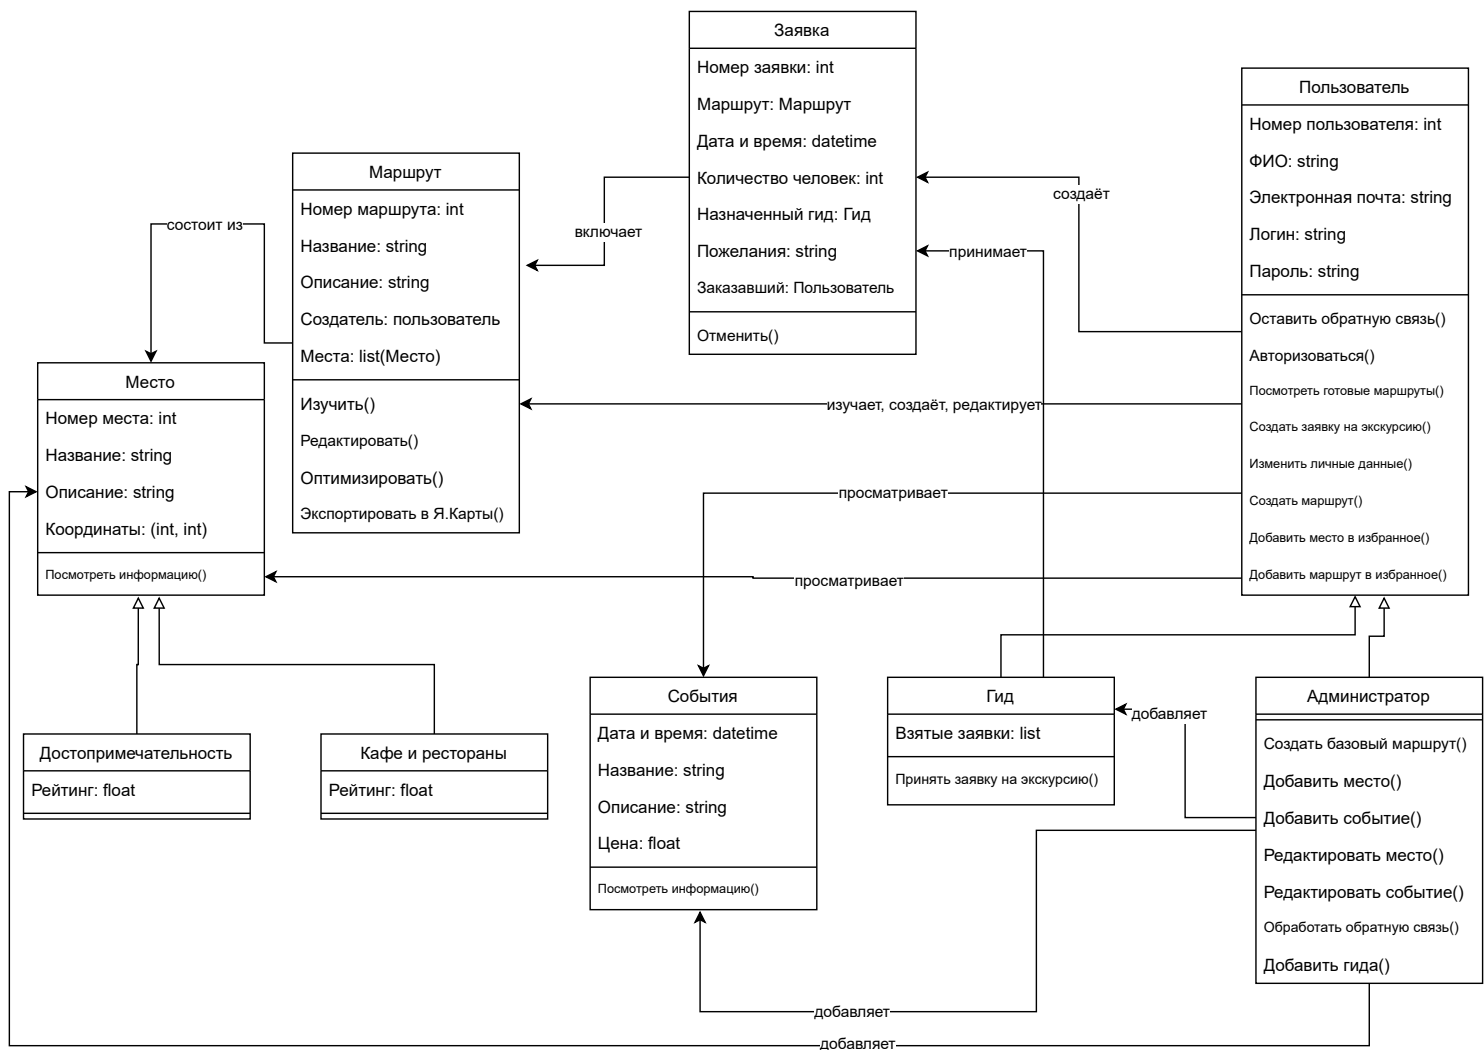 Заявка
Номер заявки: int
Маршрут: Маршрут
Дата и время: datetime
Количество человек: int
Назначенный гид: Гид
Пожелания: string
Заказавший: Пользователь
Отменить()
Пользователь
Номер пользователя: int
ФИО: string
Электронная почта: string
Логин: string
Пароль: string
Оставить обратную связь()
Авторизоваться()
Посмотреть готовые маршруты()
Создать заявку на экскурсию()
Изменить личные данные()
Создать маршрут()
Добавить место в избранное()
Добавить маршрут в избранное()
Маршрут
Номер маршрута: int
Название: string
Описание: string
Создатель: пользователь
Места: list(Место)
Изучить()
Редактировать()
Оптимизировать()
Экспортировать в Я.Карты()
состоит из
включает
создаёт
принимает
изучает, создаёт, редактирует
просматривает
просматривает
Место
Номер места: int
Название: string
Описание: string
Координаты: (int, int)
Посмотреть информацию()
Достопримечательность
Рейтинг: float
Кафе и рестораны
Рейтинг: float
События
Дата и время: datetime
Название: string
Описание: string
Цена: float
Посмотреть информацию()
Гид
Взятые заявки: list
Принять заявку на экскурсию()
добавляет
Администратор
Создать базовый маршрут()
Добавить место()
Добавить событие()
Редактировать место()
Редактировать событие()
Обработать обратную связь()
Добавить гида()
добавляет
добавляет